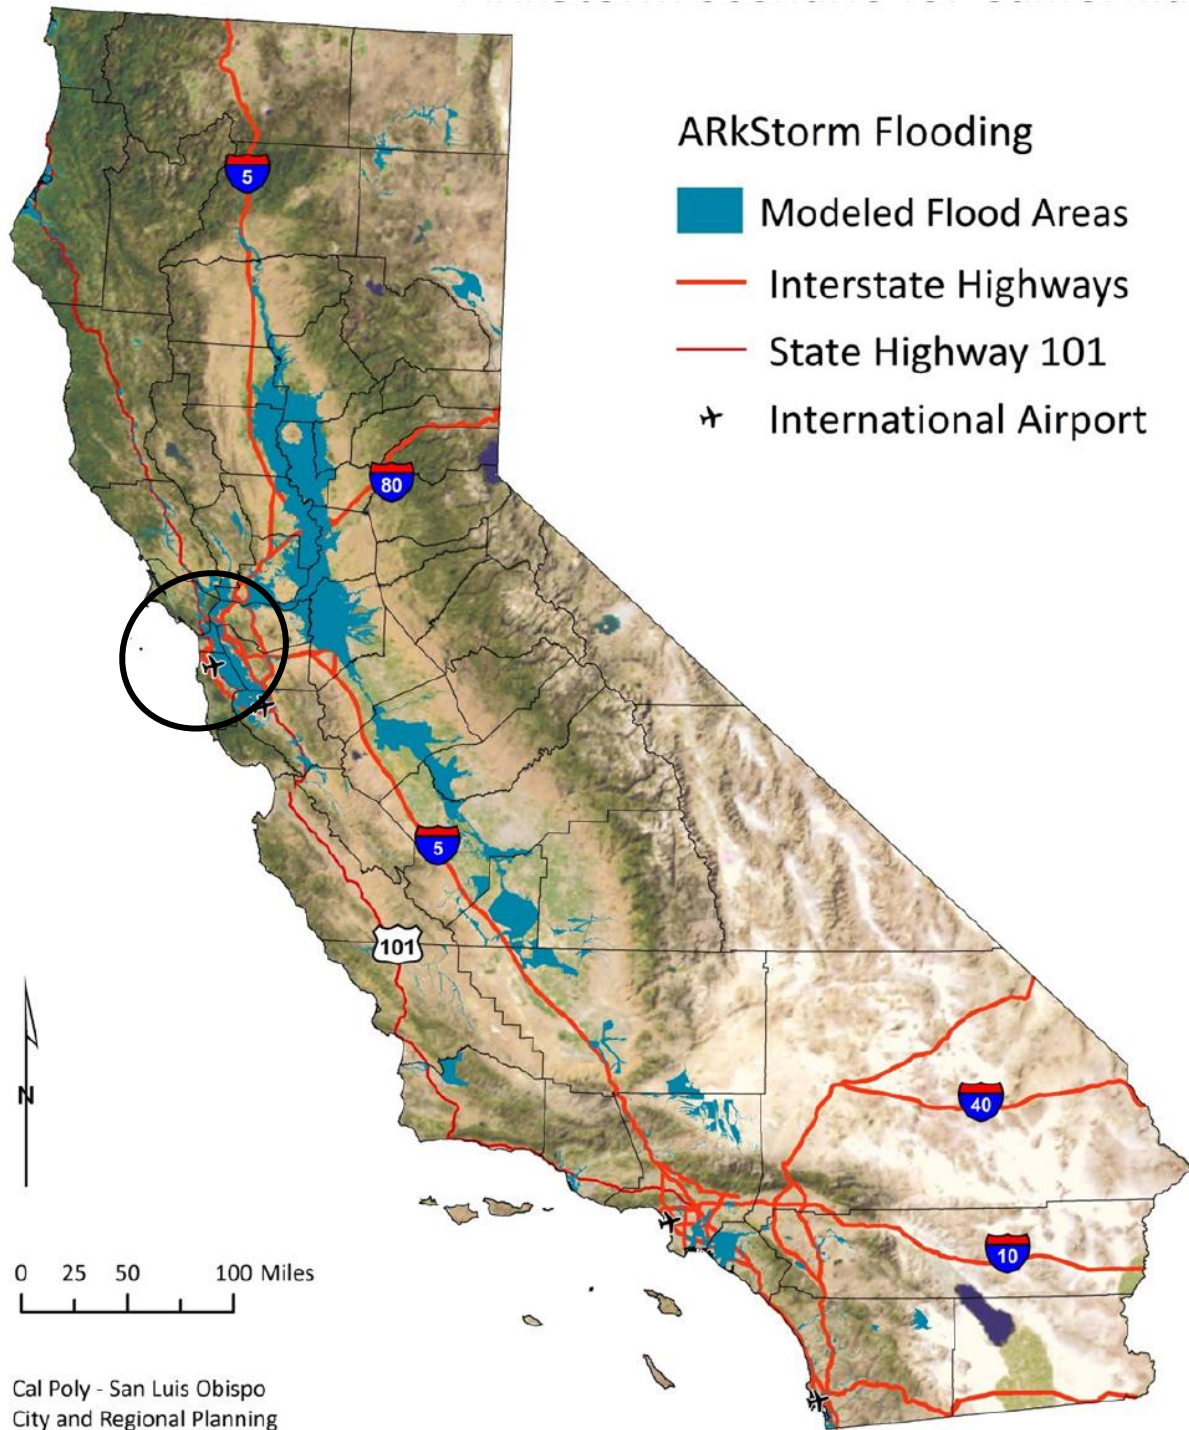 ARkStorm Flooding
Modeled Flood Areas
Interstate Highways
State Highway 101
International Airport
5
80
5
101
40
10
N
0 25 50 100 Miles
Cal Poly - San Luis Obispo
City and Regional Planning